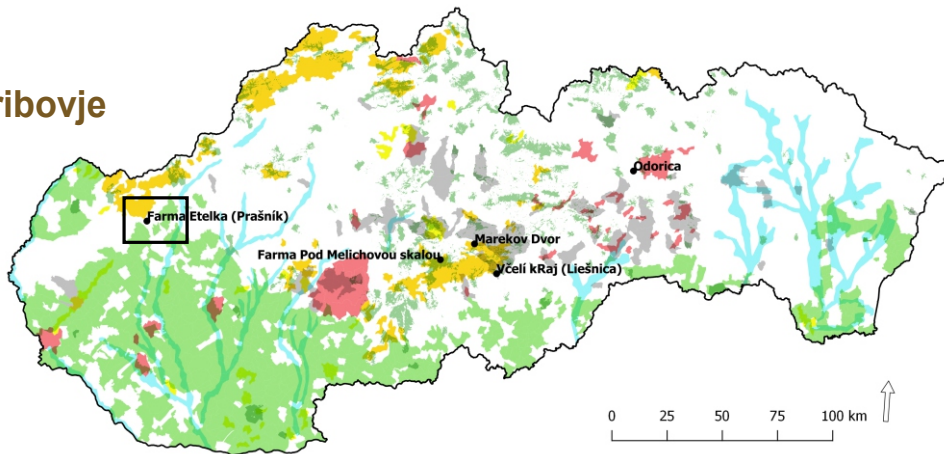 ribovje
Odorica
Farma Etelka (Prašník)
Marekov Dvor
Farma Pod Melichovou skalou
Včelí kRaj (Liešnica)
0 25 50 75 100 km